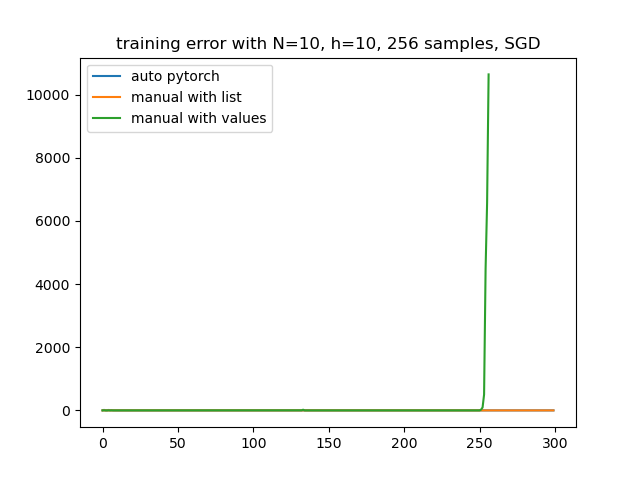 training error with N=10, h=10, 256 samples, SGD
auto pytorch
manual with list
manual with values
10000
8000
6000
4000
2000
0
0 50 100 150 200 250 300